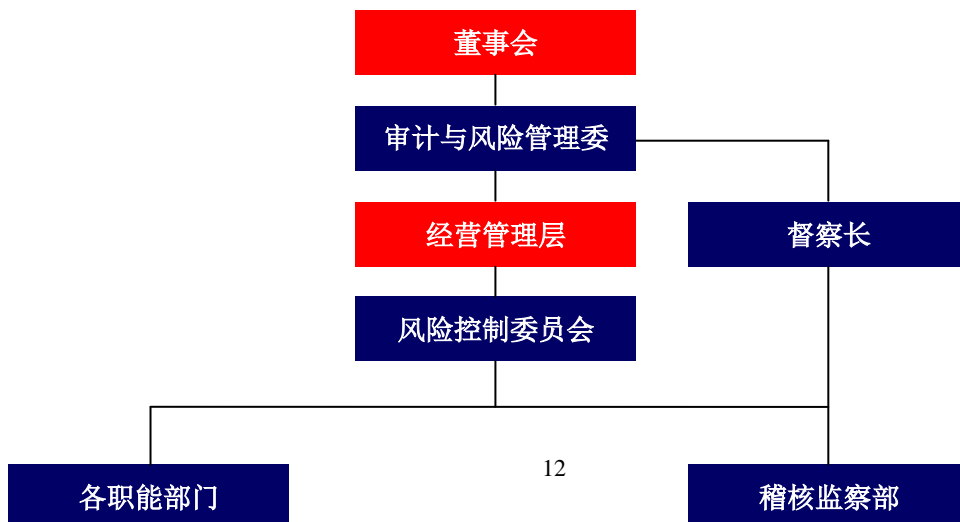 董事会
审计与风险管理委
经营管理层
督察长
风险控制委员会
12
各职能部门
稽核监察部